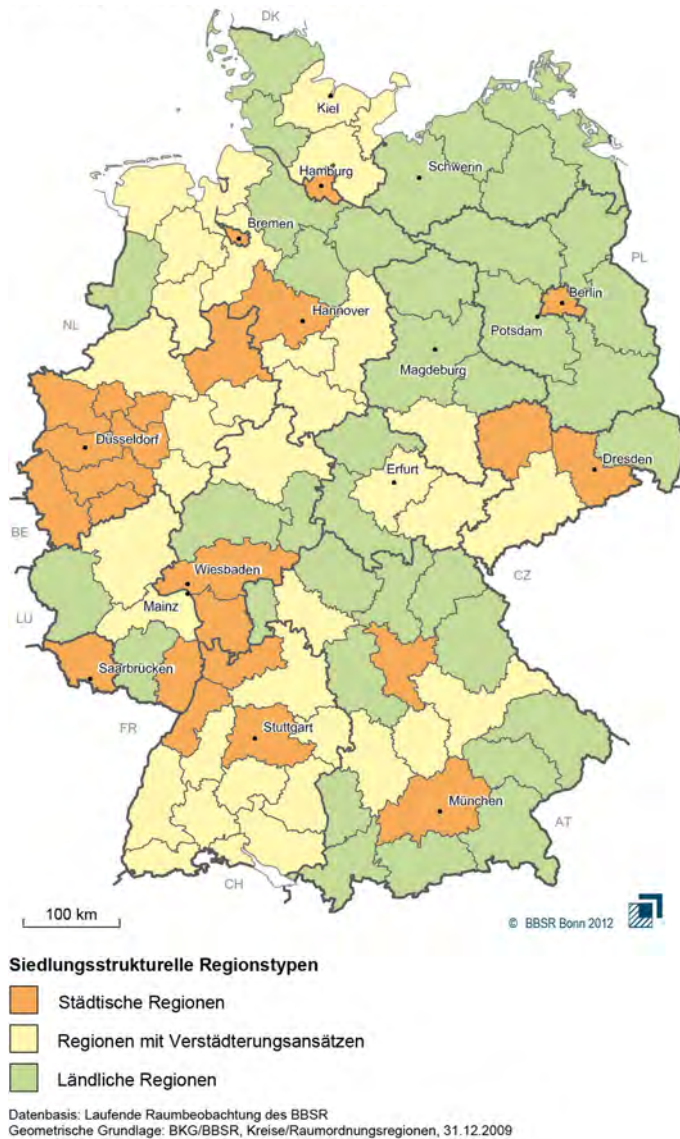 DK
Kiel
Hamburg
Schwerin
Bremen
PL
Berlin
NL
Hannover
Potsdam
Magdeburg
Düsseldorf
Erfurt
Dresden
BE
Wiesbaden
CZ
LU
Mainz
Saarbrücken
FR
Stuttgart
München
AT
CH
100 km
© BBSR Bonn 2012
Siedlungsstrukturelle Regionstypen
Städtische Regionen
Regionen mit Verstädterungsansätzen
Ländliche Regionen
Datenbasis: Laufende Raumbeobachtung des BBSR
Geometrische Grundlage: BKG/BBSR, Kreise/Raumordnungsregionen, 31.12.2009